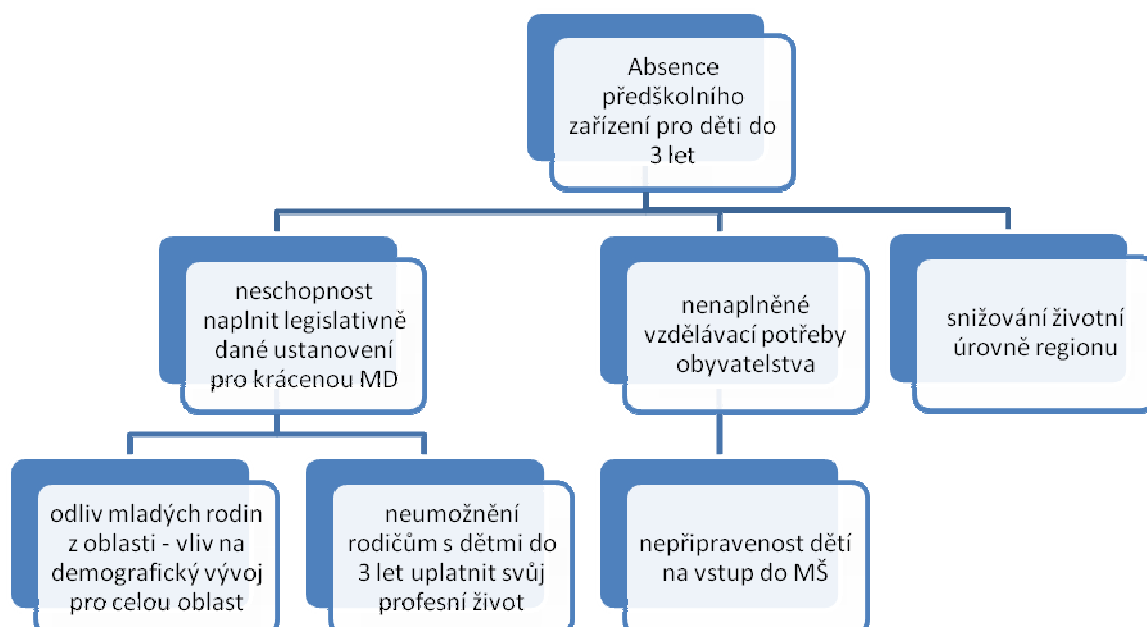 Absence
předškolního
zařízení pro děti do
3 let
neschopnost
naplnit legislativně
dané ustanovení
pro krácenou MD
nenaplněné
vzdělávací potřeby
obyvatelstva
snižování životní
úrovně regionu
odliv mladých rodin
z oblasti - vliv na
demografický vývoj
pro celou oblast
neumožnění
rodičům s dětmi do
3 let uplatnit svůj
profesní život
nepřipravenost dětí
na vstup do MŠ